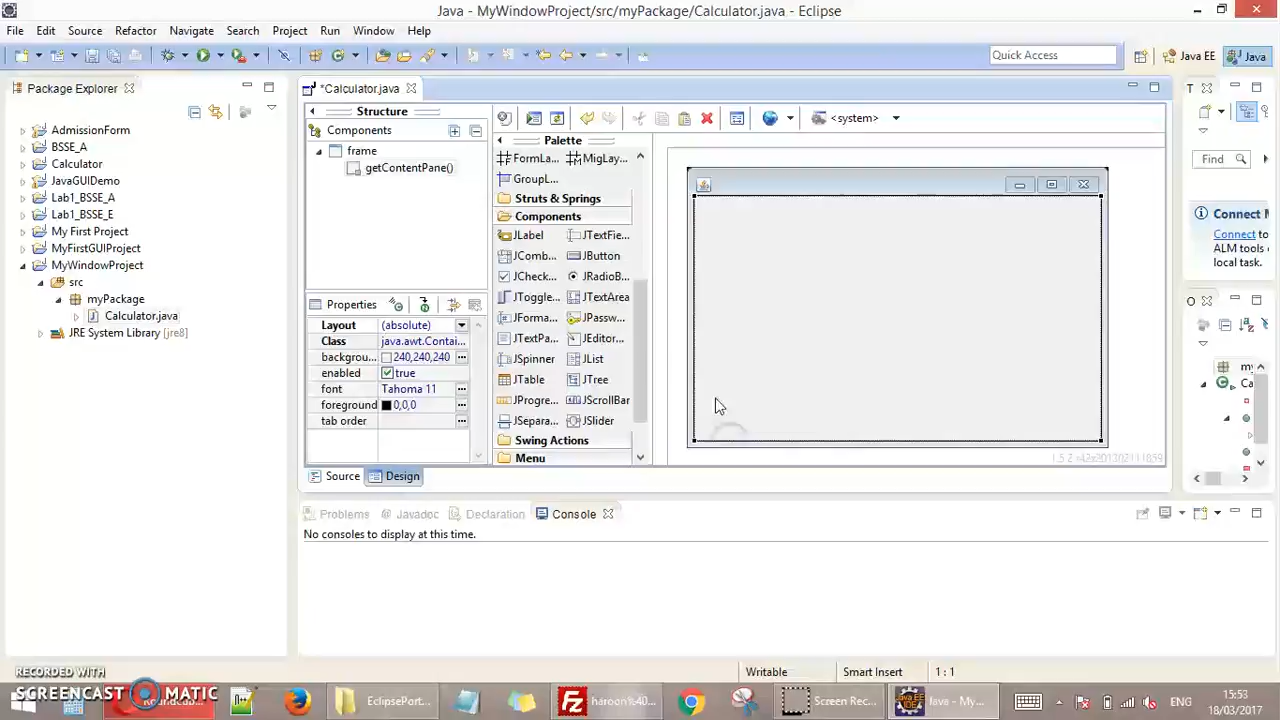 Java - MyWindowProject/src/myPackage/Calculator.java - Eclipse
File Edit Source Refactor Navigate Search Project Run Window Help
Quick Access
Java EE
Java
Package Explorer
*Calculator.java
T
Structure
Components
<system>
Palette
AdmissionForm
BSSE_A
Calculator
JavaGUIDemo
Lab1_BSSE_A
Lab1_BSSE_E
My First Project
MyFirstGUIProject
MyWindowProject
src
myPackage
Calculator.java
JRE System Library [jre8]
frame
getContentPane()
Properties
Layout (absolute)
Class java.awt.Contai...
backgrou... 240,240,240
enabled true
font Tahoma 11
foreground 0,0,0
tab order
FormLa... MigLay...
GroupL...
Struts & Springs
Components
JLabel JTextFie...
JComb... JButton
JCheck... JRadioB...
JToggle... JTextArea
JForma... JPassw...
JTextPa... JEditor...
JSpinner JList
JTable JTree
JProgre... JScrollBar
JSepara... JSlider
Swing Actions
Menu
Find
Connect M
Connect to
ALM tools
local task.
O
my
Ca
Source Design
Problems @ Javadoc Declaration Console
No consoles to display at this time.
Writable Smart Insert 1 : 1
RECORDED WITH
SCREENCAST MATIC
EclipsePort...
haroon%40...
Screen Rec...
Java - My...
ENG
15:53
18/03/2017